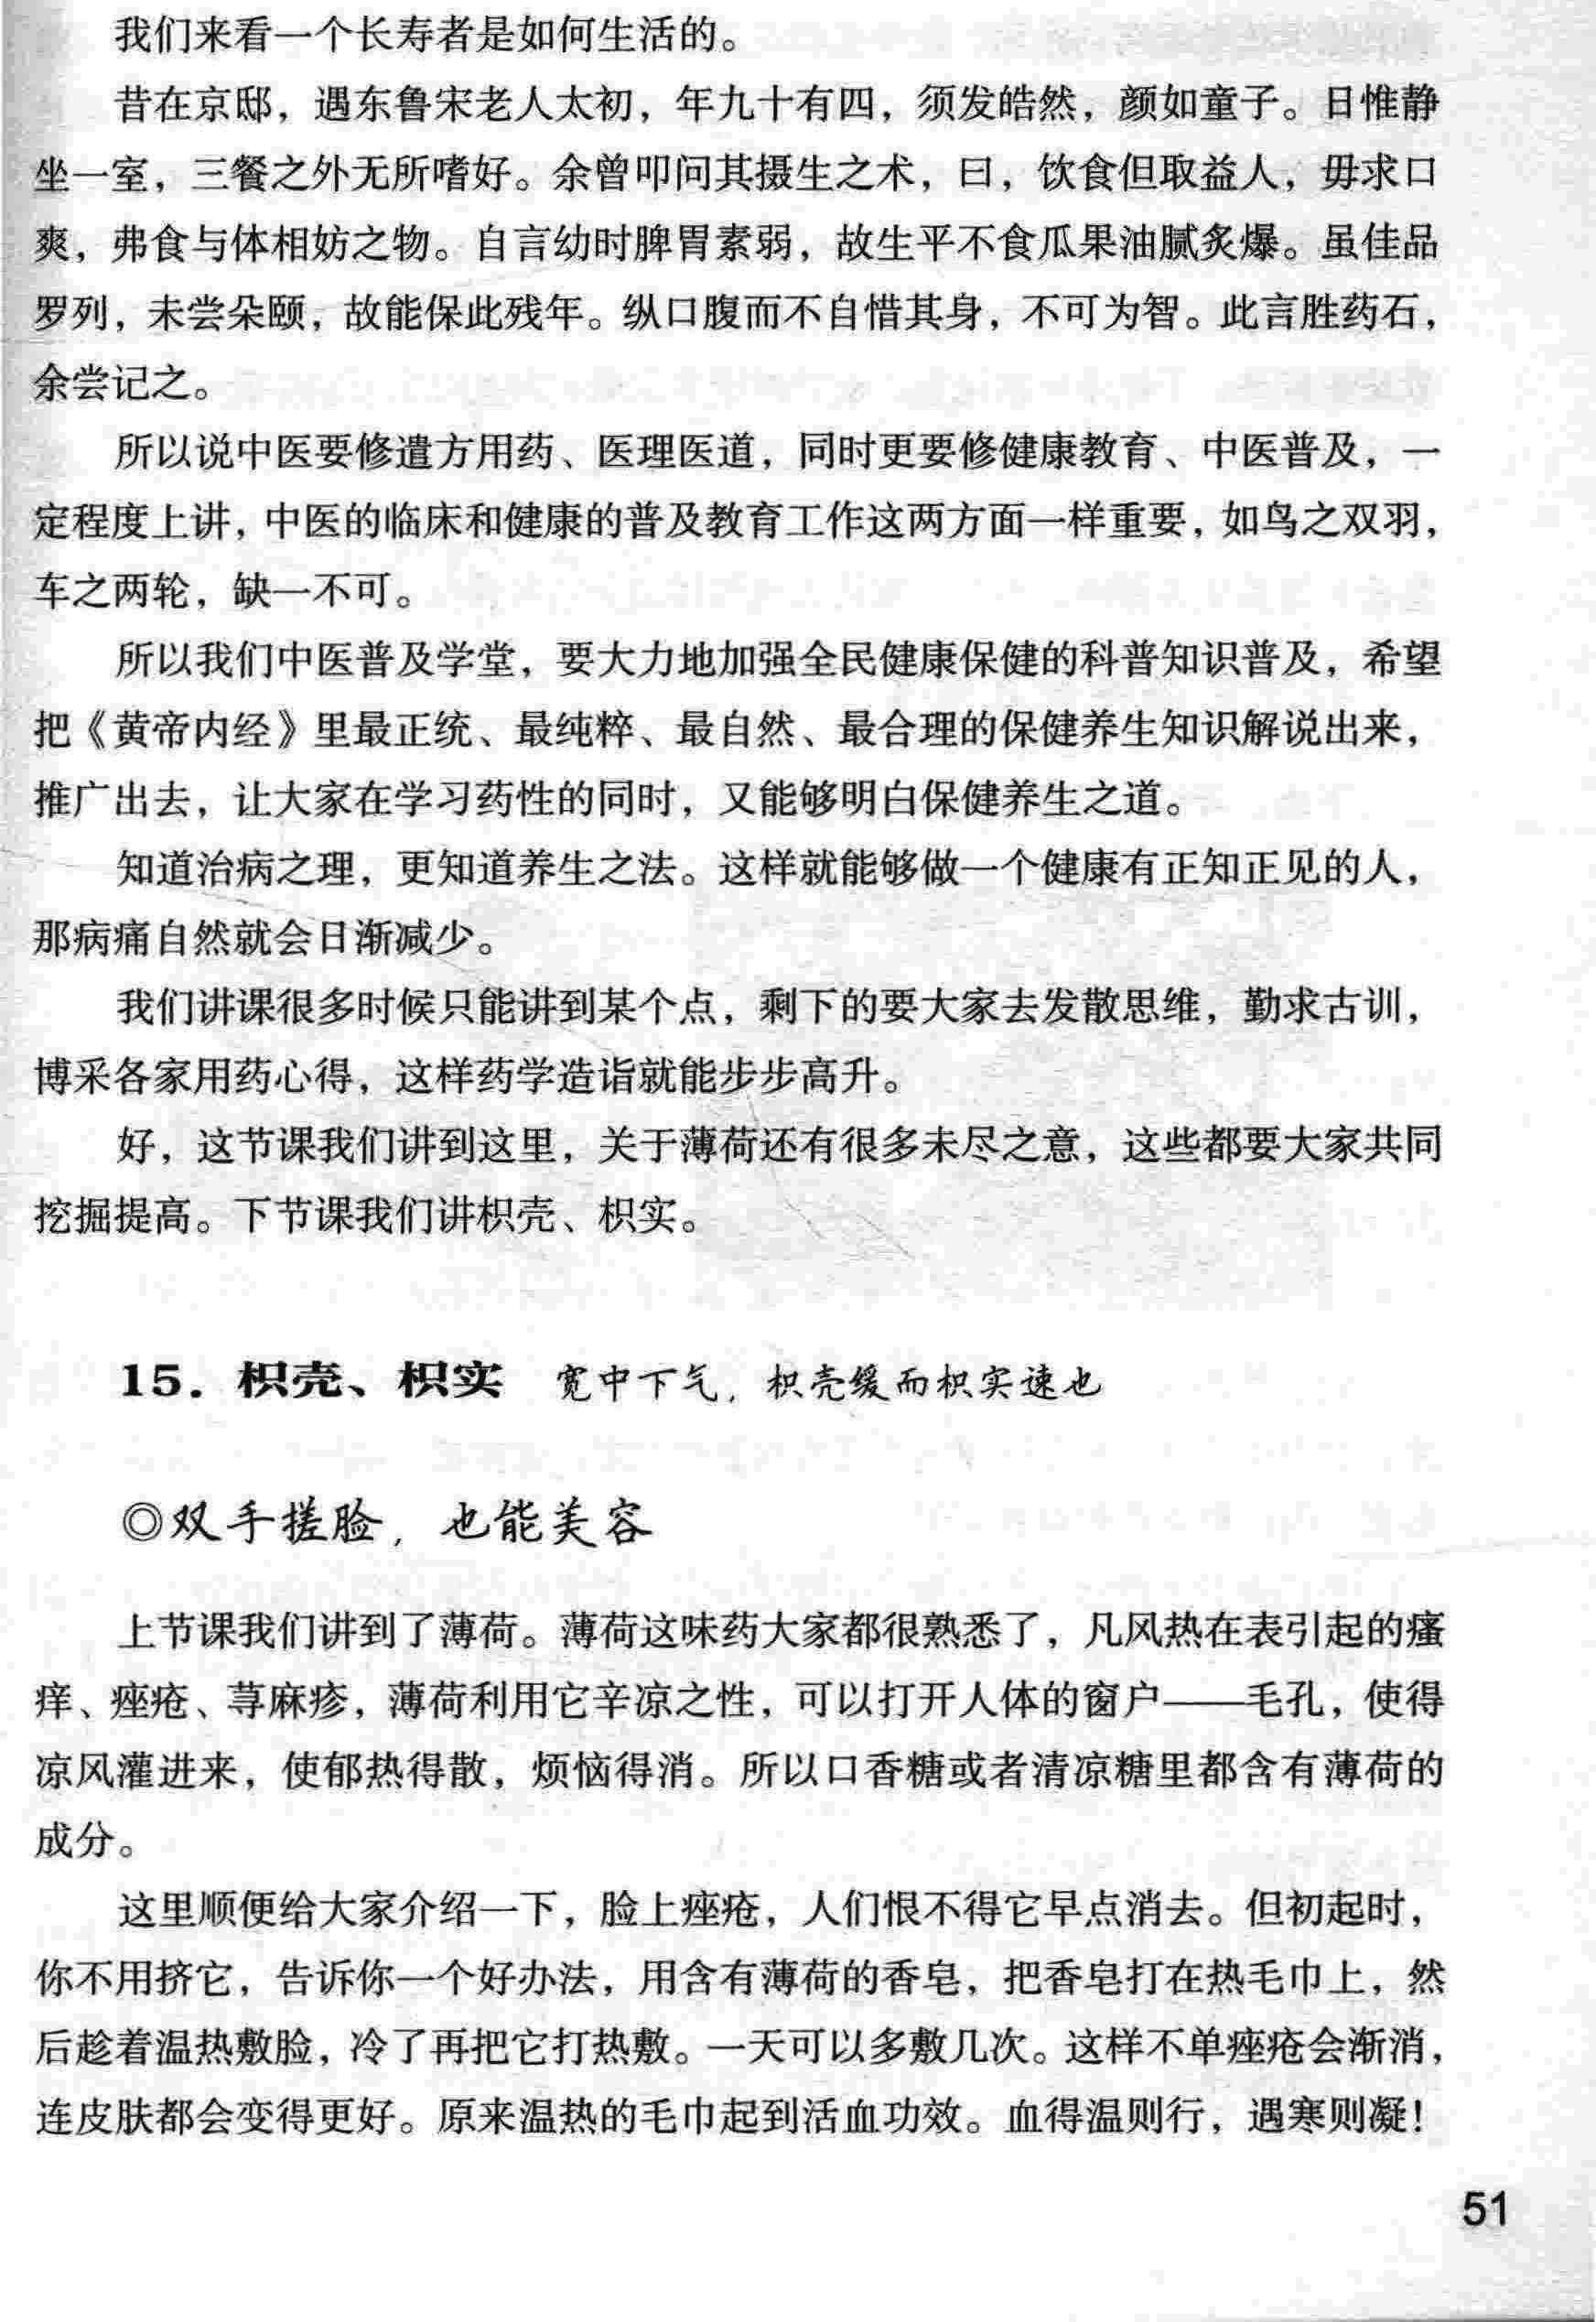 我们来看一个长寿者是如何生活的。
昔在京邸，遇东鲁宋老人太初，年九十有四，须发皓然，颜如童子。日惟静
坐一室，三餐之外无所嗜好。余曾叩问其摄生之术，曰，饮食但取益人，毋求口
爽，弗食与体相妨之物。自言幼时脾胃素弱，故生平不食瓜果油腻炙爆。虽佳品
罗列，未尝朵颐，故能保此残年。纵口腹而不自惜其身，不可为智。此言胜药石，
余尝记之。
所以说中医要修遣方用药、医理医道，同时更要修健康教育、中医普及，一
定程度上讲，中医的临床和健康的普及教育工作这两方面一样重要，如鸟之双羽，
车之两轮，缺一不可。
所以我们中医普及学堂，要大力地加强全民健康保健的科普知识普及，希望
把《黄帝内经》里最正统、最纯粹、最自然、最合理的保健养生知识解说出来，
推广出去，让大家在学习药性的同时，又能够明白保健养生之道。
知道治病之理，更知道养生之法。这样就能够做一个健康有正知正见的人，
那病痛自然就会日渐减少。
我们讲课很多时候只能讲到某个点，剩下的要大家去发散思维，勤求古训，
博采各家用药心得，这样药学造诣就能步步高升。
好，这节课我们讲到这里，关于薄荷还有很多未尽之意，这些都要大家共同
挖掘提高。下节课我们讲枳壳、枳实。
15．枳壳、枳实 宽中下气，枳壳缓而枳实速也
◎双手搓脸，也能美容
上节课我们讲到了薄荷。薄荷这味药大家都很熟悉了，凡风热在表引起的瘙
痒、痤疮、荨麻疹，薄荷利用它辛凉之性，可以打开人体的窗户——毛孔，使得
凉风灌进来，使郁热得散，烦恼得消。所以口香糖或者清凉糖里都含有薄荷的
成分。
这里顺便给大家介绍一下，脸上痤疮，人们恨不得它早点消去。但初起时，
你不用挤它，告诉你一个好办法，用含有薄荷的香皂，把香皂打在热毛巾上，然
后趁着温热敷脸，冷了再把它打热敷。一天可以多敷几次。这样不单痤疮会渐消，
连皮肤都会变得更好。原来温热的毛巾起到活血功效。血得温则行，遇寒则凝！
51